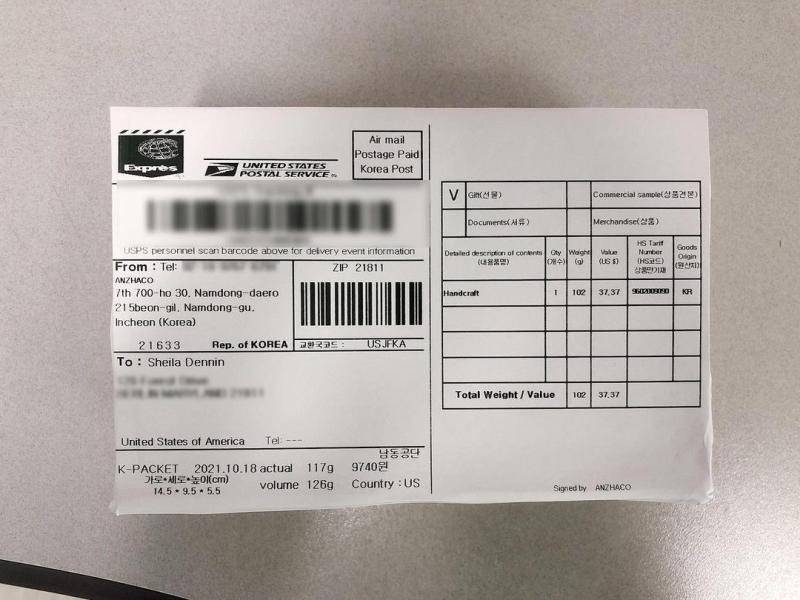 Exprès
UNITED STATES
POSTAL SERVICE
Air mail
Postage Paid
Korea Post
USPS personnel scan barcode above for delivery event information
From : Tel:
ZIP 21811
ANZHACO
7th 700-ho 30, Namdong-daero
215beon-gil, Namdong-gu,
Incheon (Korea)
21633 Rep. of KOREA
교환국코드 : USJFKA
To : Sheila Dennin
United States of America Tel: ---
남동공단
K-PACKET 2021.10.18 actual 117g 9740원
가로*세로*높이(cm)
14.5 * 9.5 * 5.5
volume 126g Country : US
V Gift(선물) Commercial sample(상품견본)
Documents(서류) Merchandise(상품)
Detailed description of contents
(내용품명)
Qty
(개수)
Weight
(g)
Value
(US $)
HS Tariff
Number
(HS코드)
상품만기재
Goods
Origin
(원산지)
Handcraft 1 102 37.37 KR
Total Weight / Value 102 37.37
Signed by ANZHACO